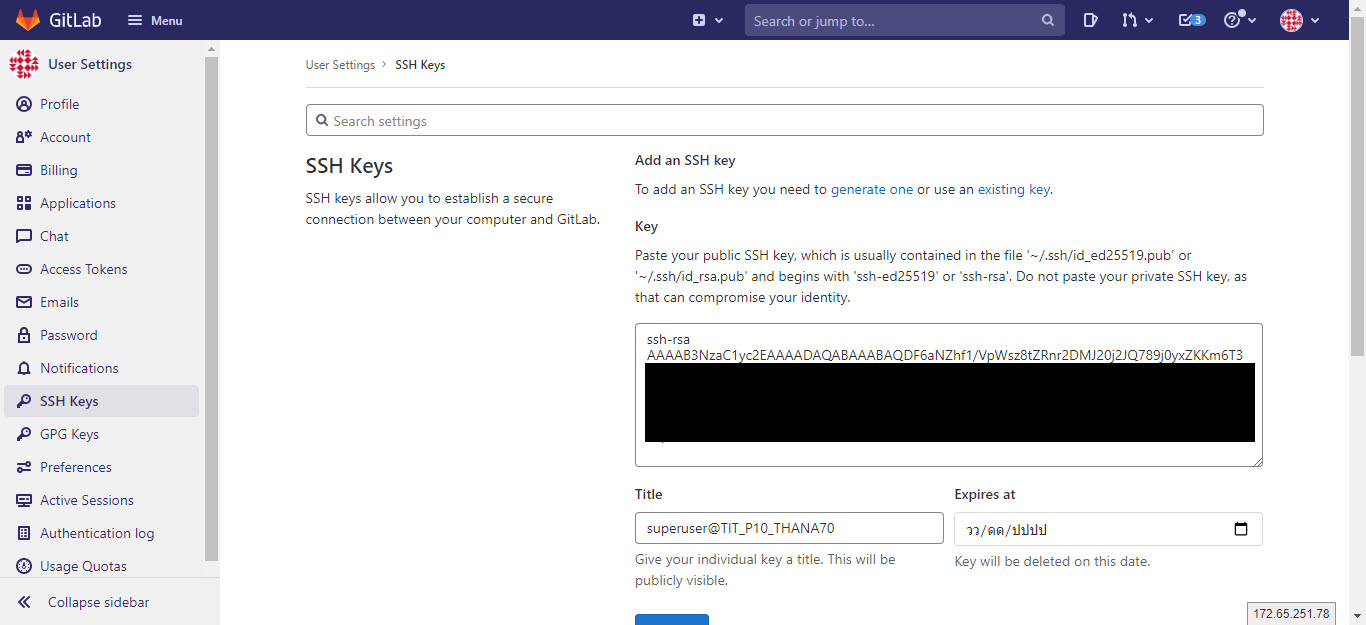 GitLab
Menu
Search or jump to...
3
User Settings
Profile
Account
Billing
Applications
Chat
Access Tokens
Emails
Password
Notifications
SSH Keys
GPG Keys
Preferences
Active Sessions
Authentication log
Usage Quotas
Collapse sidebar
User Settings > SSH Keys
Search settings
SSH Keys
SSH keys allow you to establish a secure
connection between your computer and GitLab.
Add an SSH key
To add an SSH key you need to generate one or use an existing key.
Key
Paste your public SSH key, which is usually contained in the file '~/.ssh/id_ed25519.pub' or
'~/.ssh/id_rsa.pub' and begins with 'ssh-ed25519' or 'ssh-rsa'. Do not paste your private SSH key, as
that can compromise your identity.
ssh-rsa
AAAAB3NzaC1yc2EAAAADAQABAAABAQDF6aNZhf1/VpWsz8tZRnr2DMJ20j2JQ789j0yxZKKm6T3
Title
superuser@TIT_P10_THANA70
Give your individual key a title. This will be
publicly visible.
Expires at
วว/ดด/ปปปป
Key will be deleted on this date.
172.65.251.78